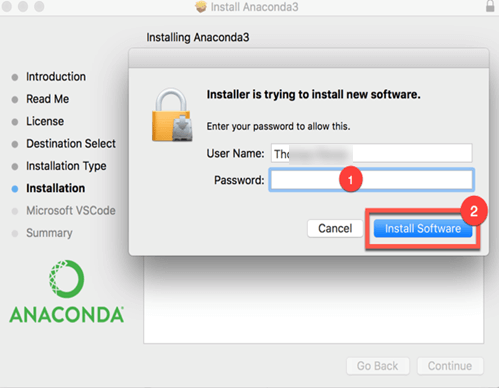 Install Anaconda3
Installing Anaconda3
Introduction
Read Me
License
Destination Select
Installation Type
Installation
Microsoft VSCode
Summary
ANACONDA
Installer is trying to install new software.
Enter your password to allow this.
User Name:
Password:
1
2
Cancel
Install Software
Go Back
Continue